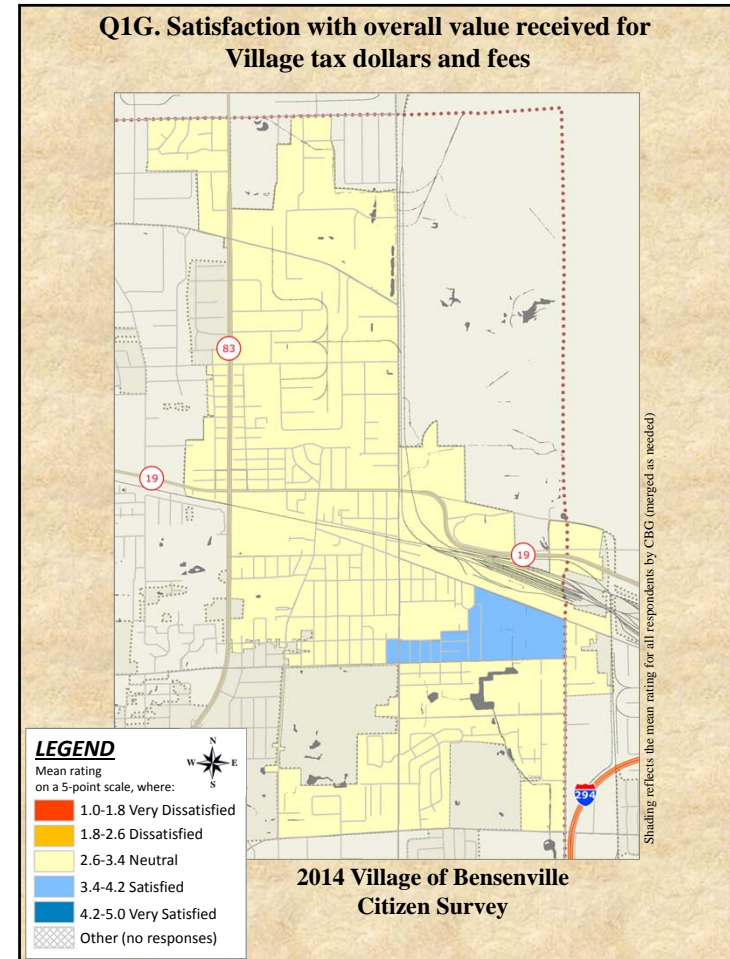 Q1G. Satisfaction with overall value received for
Village tax dollars and fees
83
19
19
294
Shading reflects the mean rating for all respondents by CBG (merged as needed)
LEGEND
Mean rating
on a 5-point scale, where:
N
W E
S
1.0-1.8 Very Dissatisfied
1.8-2.6 Dissatisfied
2.6-3.4 Neutral
3.4-4.2 Satisfied
4.2-5.0 Very Satisfied
Other (no responses)
2014 Village of Bensenville
Citizen Survey